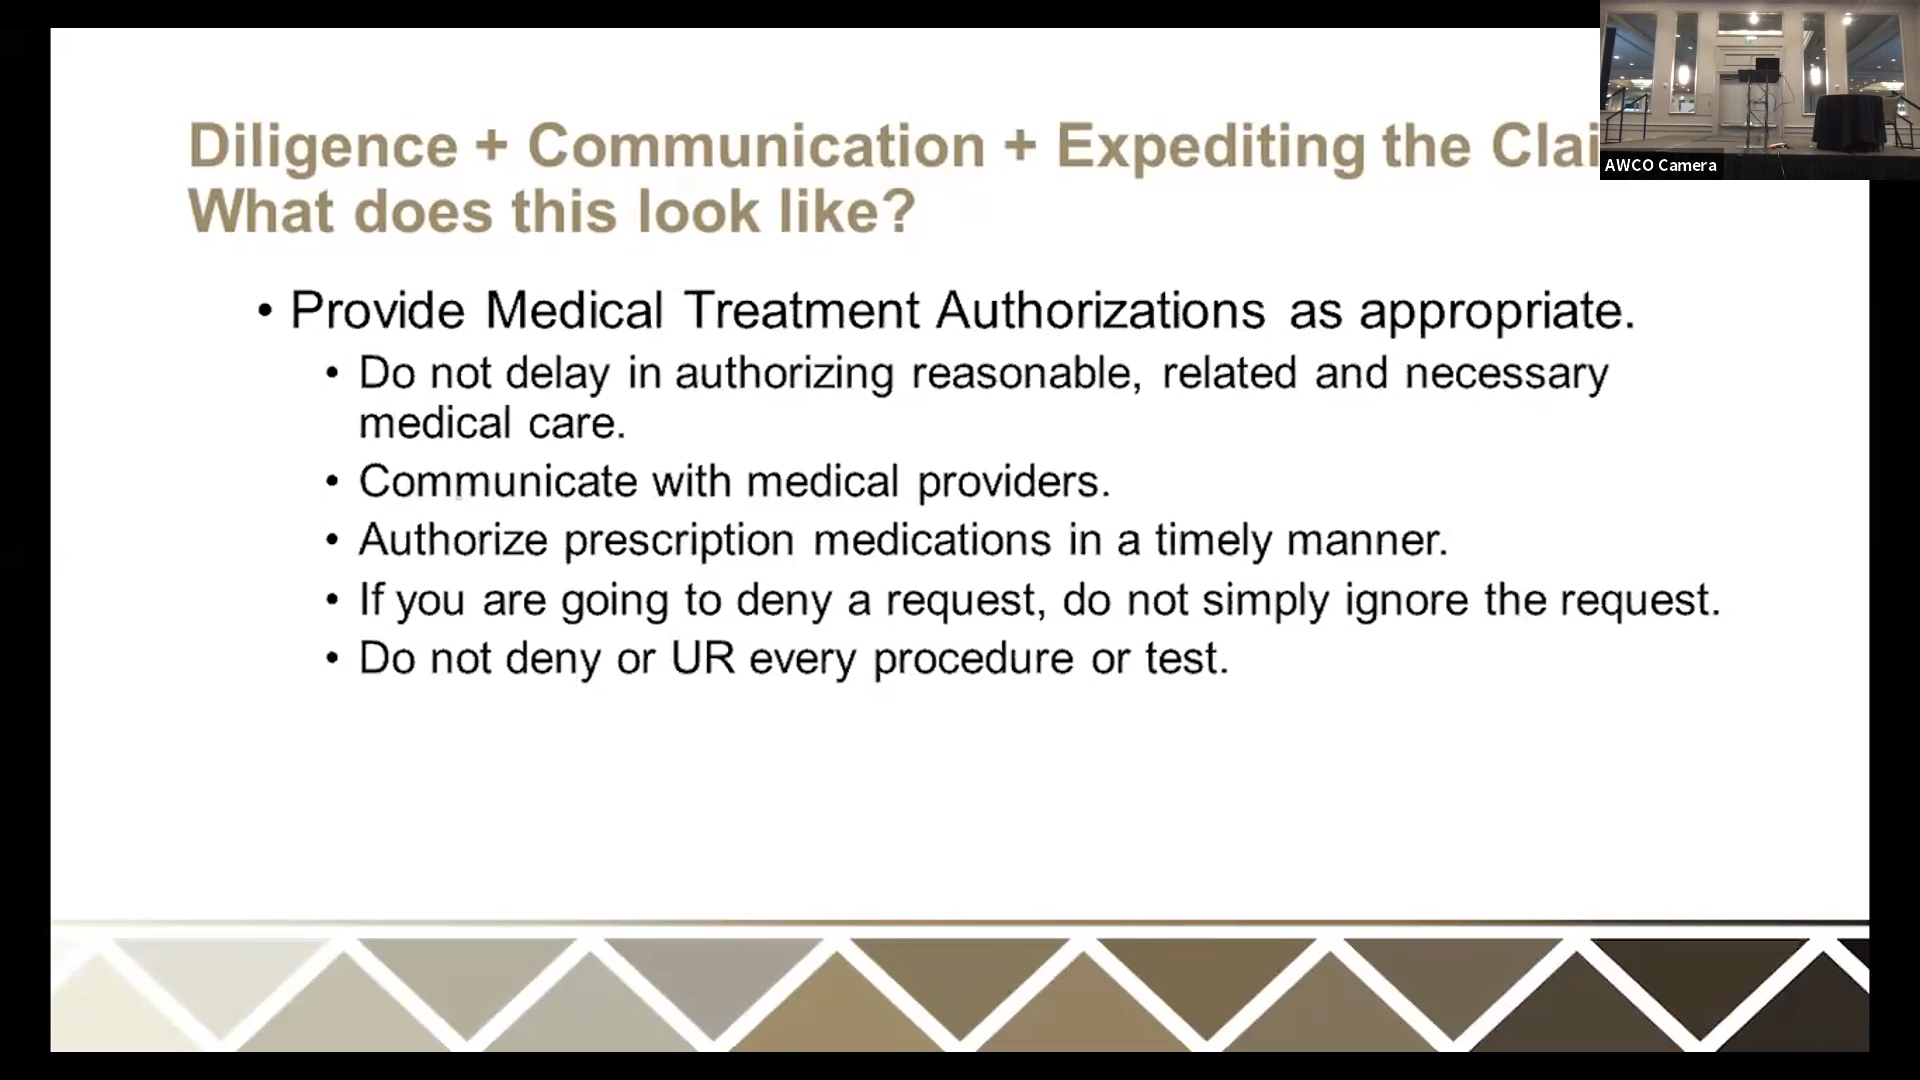 Diligence + Communication + Expediting the Clai
What does this look like?
• Provide Medical Treatment Authorizations as appropriate.
• Do not delay in authorizing reasonable, related and necessary
medical care.
• Communicate with medical providers.
• Authorize prescription medications in a timely manner.
• If you are going to deny a request, do not simply ignore the request.
• Do not deny or UR every procedure or test.
AWCO Camera